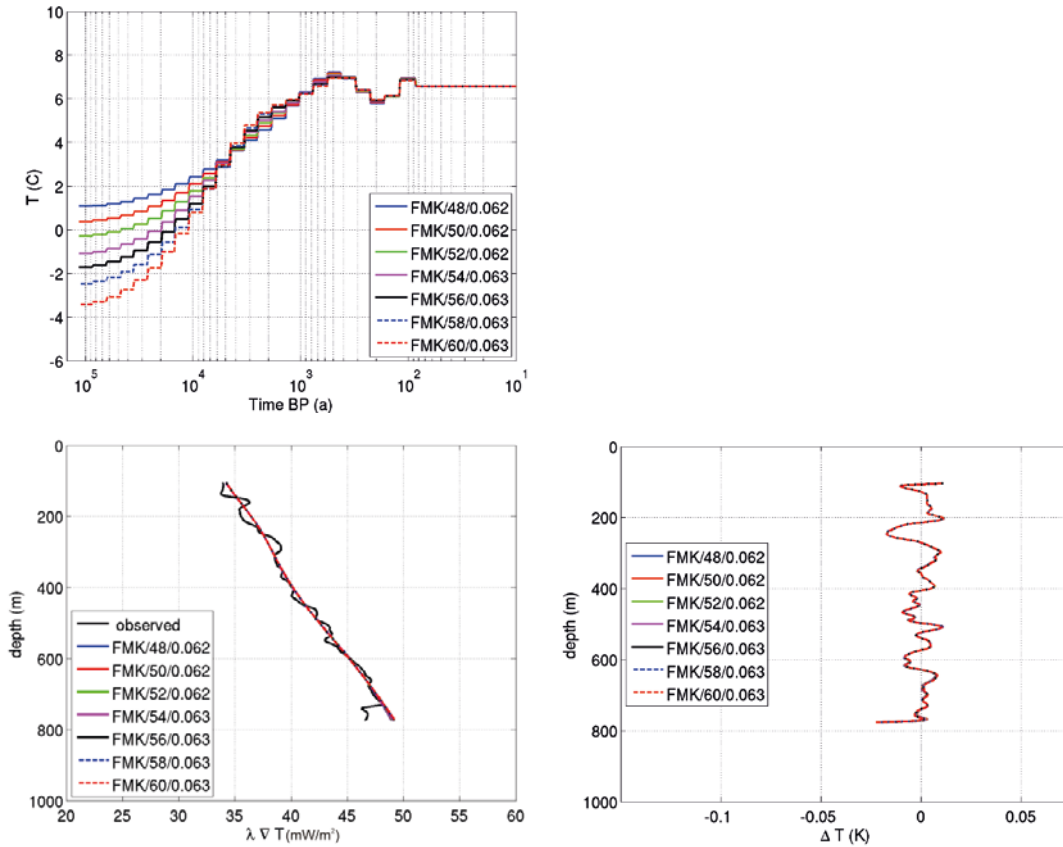 10
8
6
4
2
0
-2
-4
-6
T (C)
10^5
10^4
10^3
10^2
10^1
Time BP (a)
FMK/48/0.062
FMK/50/0.062
FMK/52/0.062
FMK/54/0.063
FMK/56/0.063
FMK/58/0.063
FMK/60/0.063
0
200
400
600
800
1000
depth (m)
20
25
30
35
40
45
50
55
60
λ ∇ T (mW/m²)
observed
FMK/48/0.062
FMK/50/0.062
FMK/52/0.062
FMK/54/0.063
FMK/56/0.063
FMK/58/0.063
FMK/60/0.063
0
200
400
600
800
1000
depth (m)
-0.1
-0.05
0
0.05
Δ T (K)
FMK/48/0.062
FMK/50/0.062
FMK/52/0.062
FMK/54/0.063
FMK/56/0.063
FMK/58/0.063
FMK/60/0.063